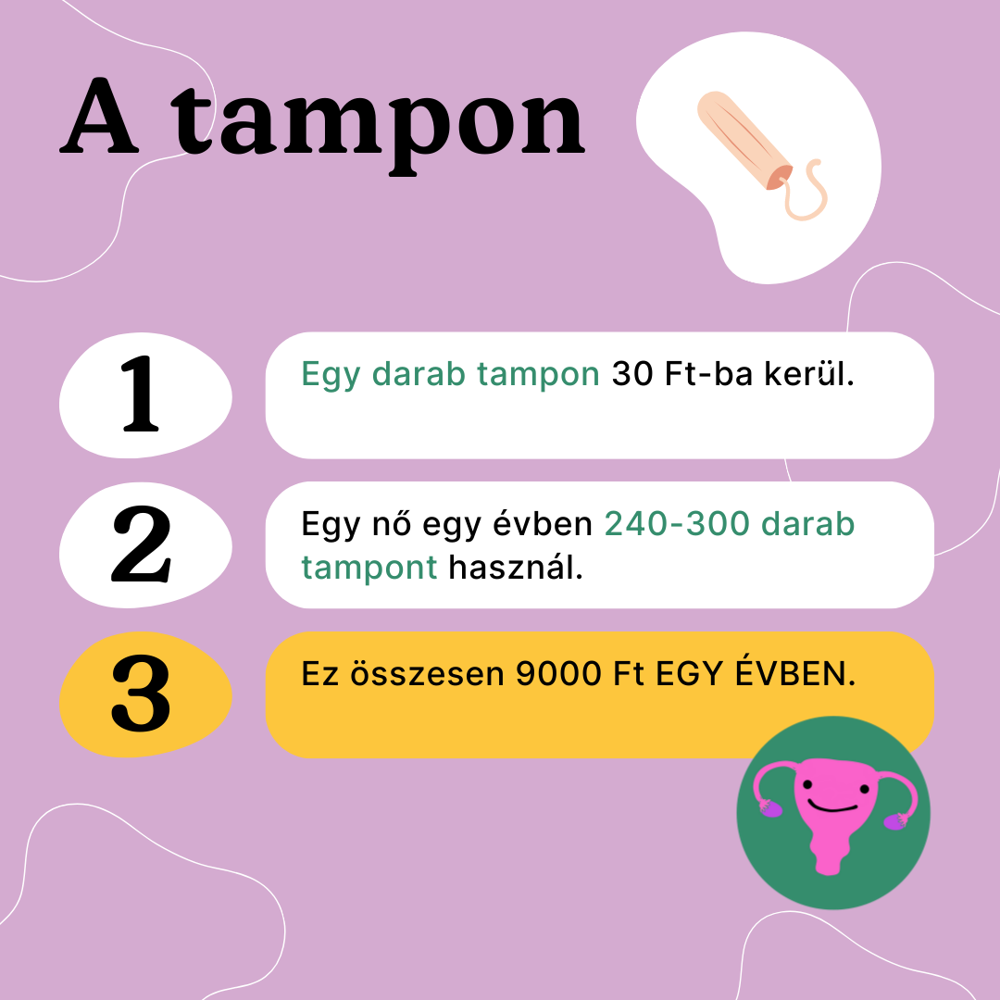 A tampon
1
Egy darab tampon 30 Ft-ba kerül.
2
Egy nő egy évben 240-300 darab
tampont használ.
3
Ez összesen 9000 Ft EGY ÉVBEN.